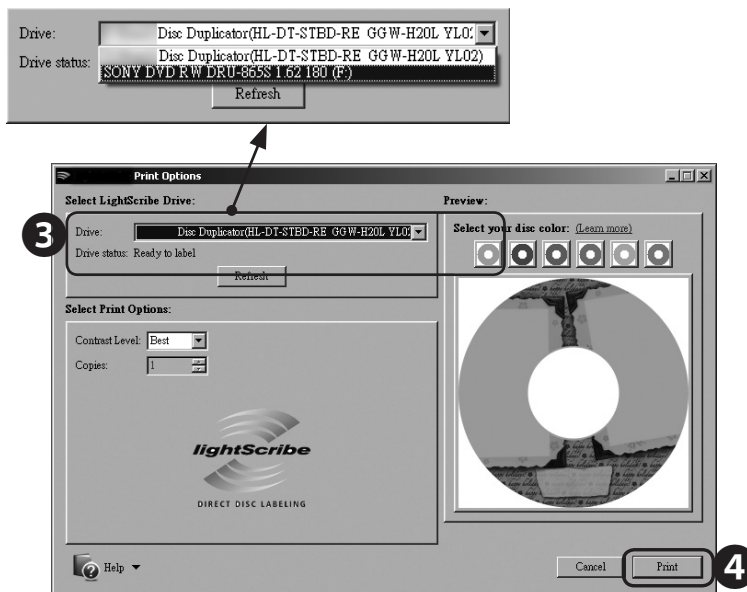 Drive: Disc Duplicator(HL-DT-STBD-RE GGW-H20L YL02
Disc Duplicator(HL-DT-STBD-RE GGW-H20L YL02)
Drive status: SONY DVD RW DRU-865S 1.62 180 (F:)
Refresh
Print Options
Select LightScribe Drive:
3
Drive: Disc Duplicator(HL-DT-STBD-RE GGW-H20L YL02
Drive status: Ready to label
Refresh
Select Print Options:
Contrast Level: Best
Copies: 1
lightScribe
DIRECT DISC LABELING
Preview:
Select your disc color: (Learn more)
Help
Cancel
Print
4